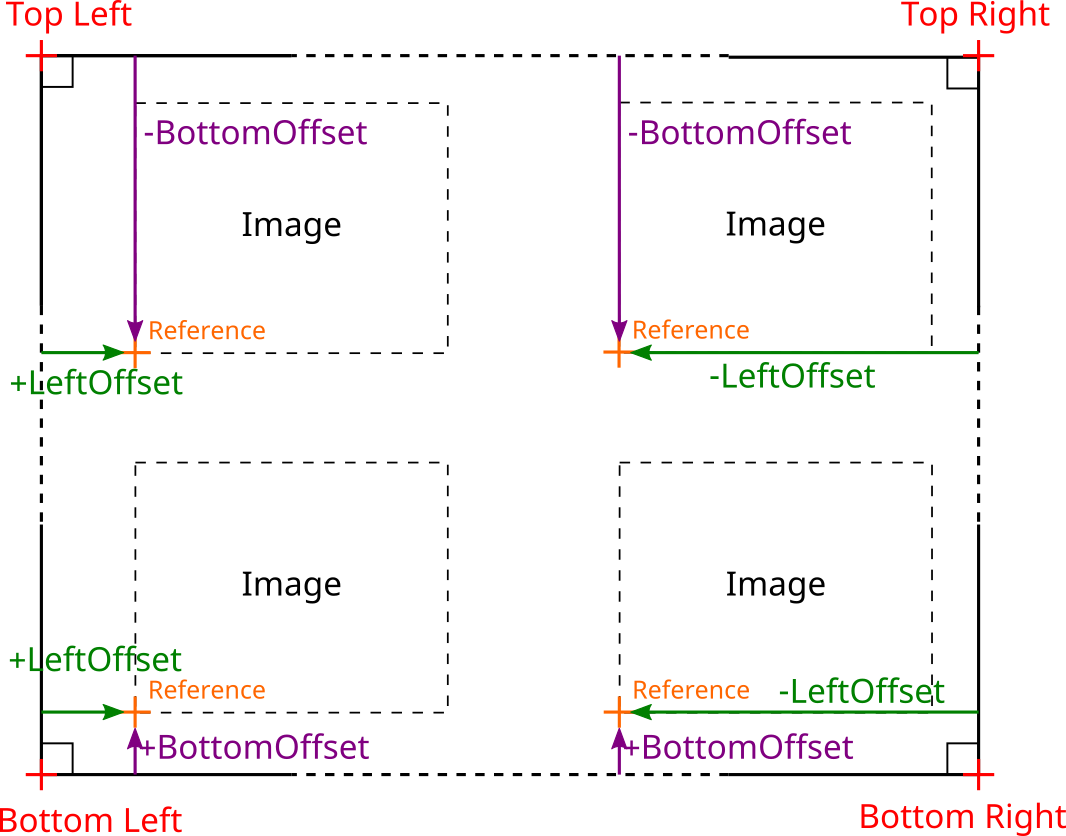 Top Left
Top Right
-BottomOffset
-BottomOffset
Image
Image
Reference
Reference
+LeftOffset
-LeftOffset
Image
Image
+LeftOffset
Reference
Reference
-LeftOffset
+BottomOffset
+BottomOffset
Bottom Left
Bottom Right